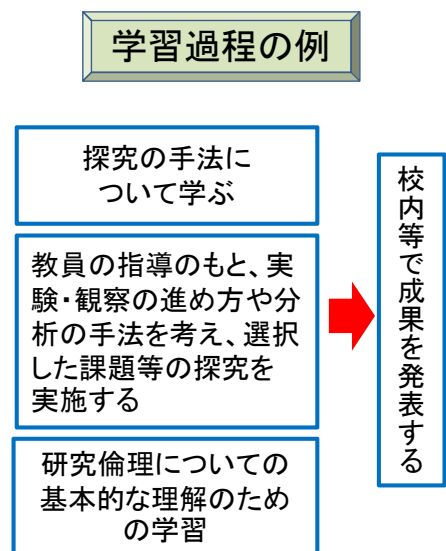 学習過程の例
探究の手法に
ついて学ぶ
教員の指導のもと、実
験・観察の進め方や分
析の手法を考え、選択
した課題等の探究を
実施する
研究倫理についての
基本的な理解のため
の学習
校内等で成果を発表する